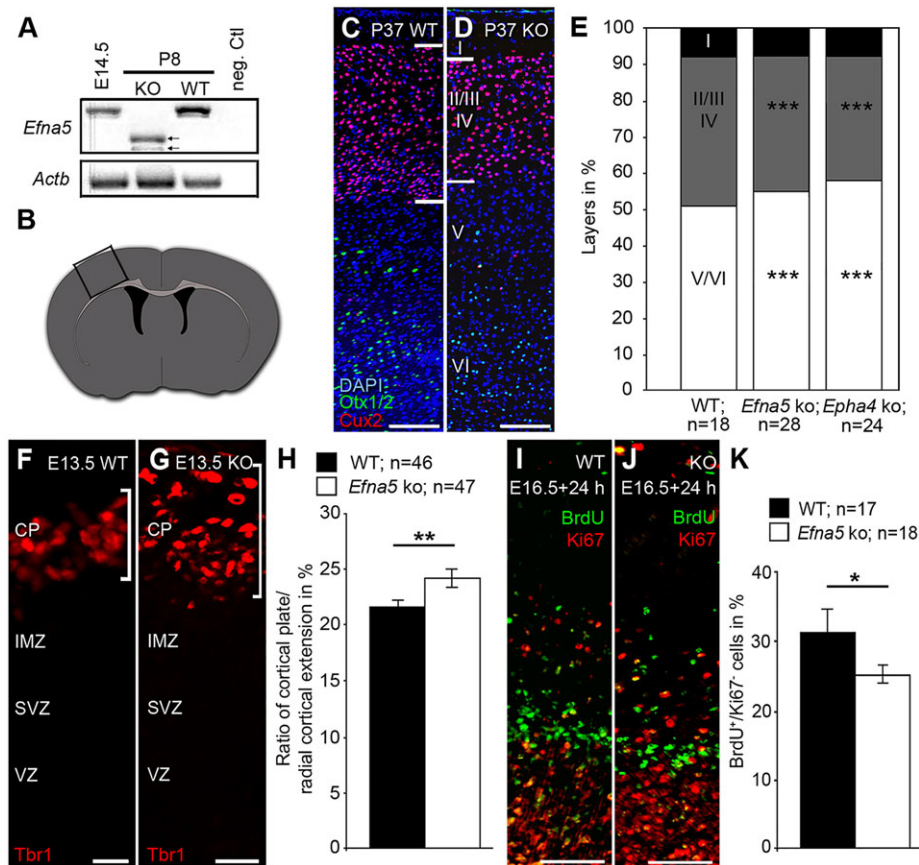 A
E14.5
P8
KO
WT
neg. Ctl
Efna5
Actb
B
C P37 WT
D P37 KO
I
II/III
IV
V
VI
DAPI
Otx1/2
Cux2
E
Layers in %
100
90
80
70
60
50
40
30
20
10
0
I
II/III
IV
V/VI
***
***
***
***
WT;
n=18
Efna5 ko;
n=28
Epha4 ko;
n=24
F E13.5 WT
CP
IMZ
SVZ
VZ
Tbr1
G E13.5 KO
CP
IMZ
SVZ
VZ
Tbr1
H
WT; n=46
Efna5 ko; n=47
Ratio of cortical plate/
radial cortical extension in %
30
25
20
15
10
5
0
**
I WT
E16.5+24 h
BrdU
Ki67
J KO
E16.5+24 h
BrdU
Ki67
K
WT; n=17
Efna5 ko; n=18
BrdU⁺/Ki67⁻ cells in %
40
30
20
10
0
*